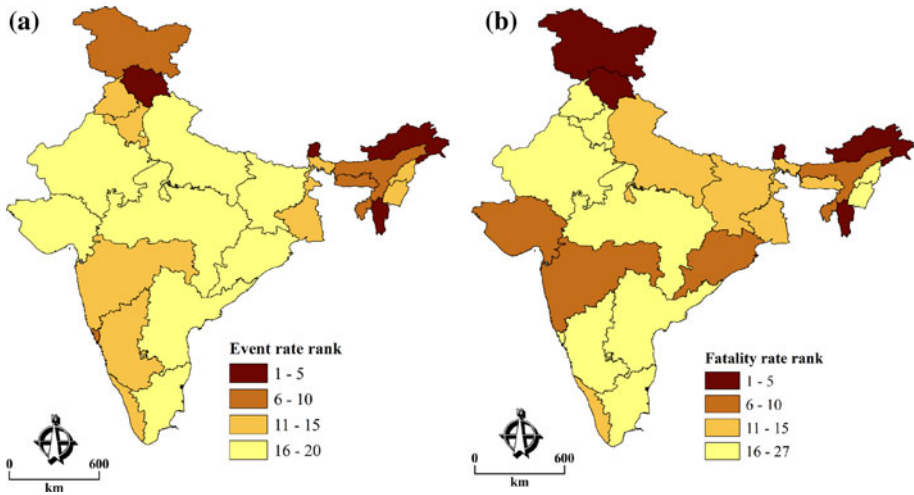 (a)
Event rate rank
1 - 5
6 - 10
11 - 15
16 - 20
0 600
km
(b)
Fatality rate rank
1 - 5
6 - 10
11 - 15
16 - 27
0 600
km